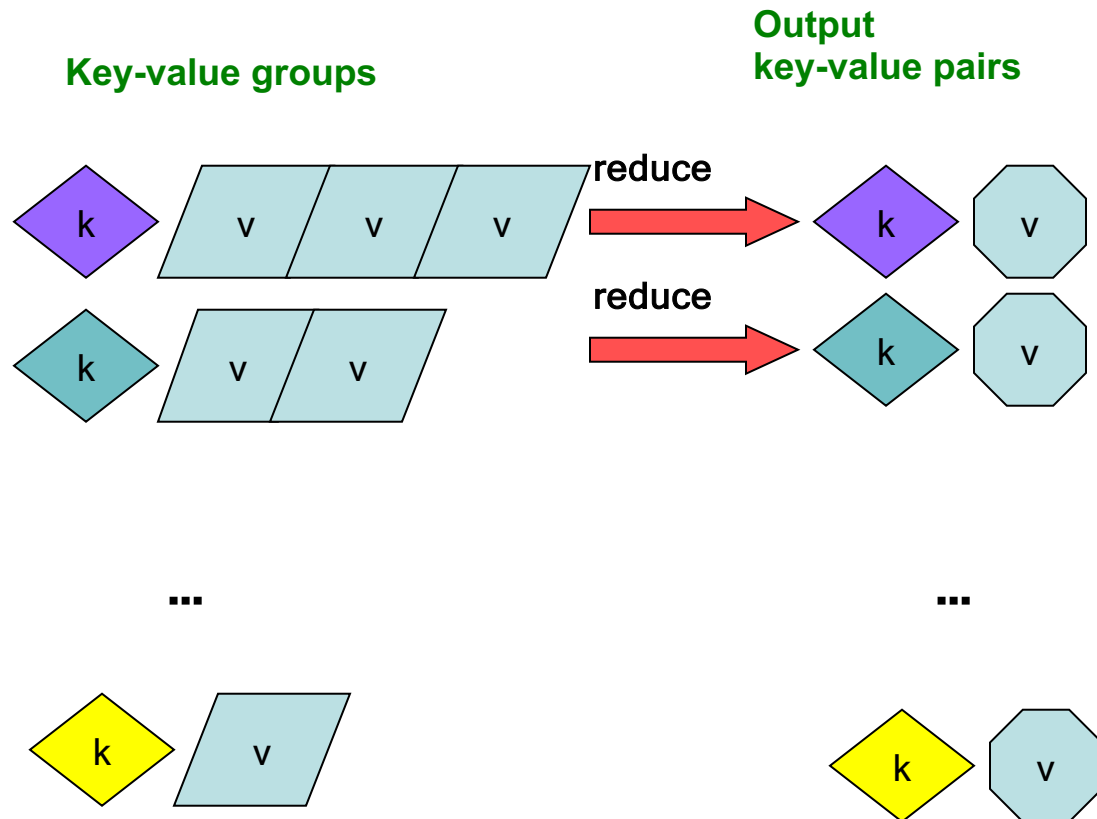 Key-value groups
Output
key-value pairs
k v v v reduce k v
k v v reduce k v
... ...
k v k v